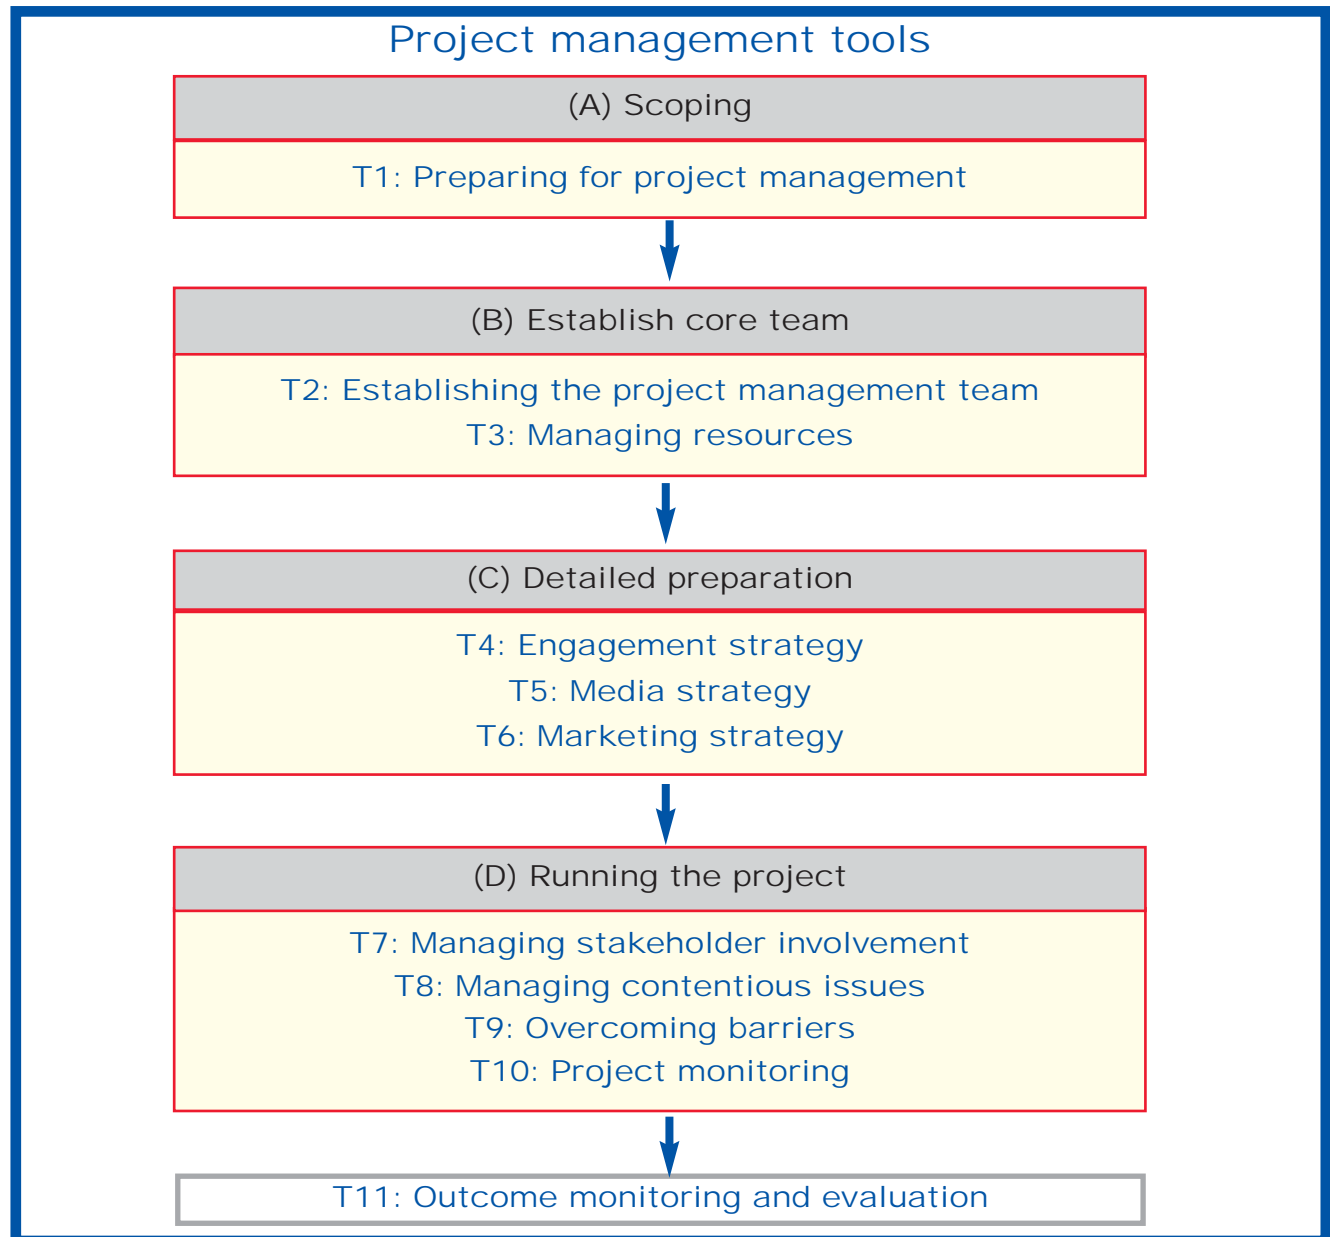 Project management tools
(A) Scoping
T1: Preparing for project management
(B) Establish core team
T2: Establishing the project management team
T3: Managing resources
(C) Detailed preparation
T4: Engagement strategy
T5: Media strategy
T6: Marketing strategy
(D) Running the project
T7: Managing stakeholder involvement
T8: Managing contentious issues
T9: Overcoming barriers
T10: Project monitoring
T11: Outcome monitoring and evaluation